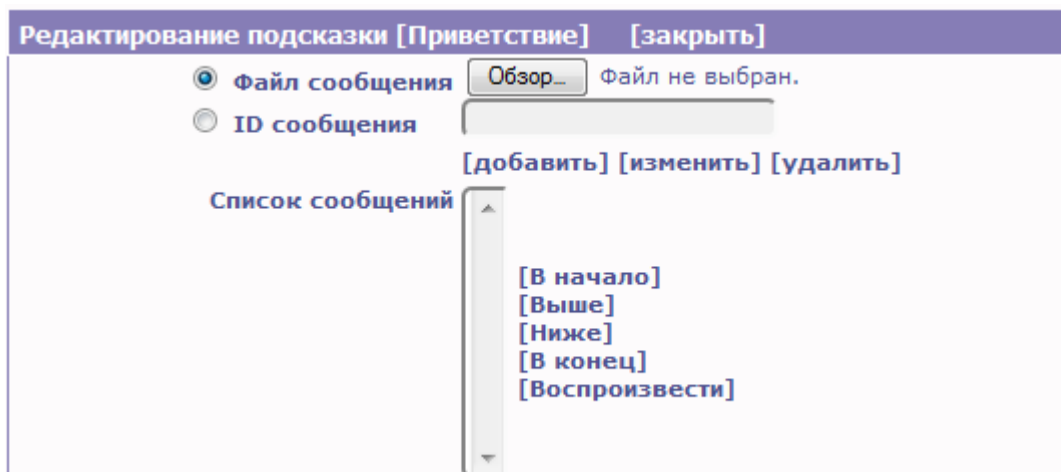 Редактирование подсказки [Приветствие] [закрыть]
Файл сообщения Обзор... Файл не выбран.
ID сообщения
[добавить] [изменить] [удалить]
Список сообщений
[В начало]
[Выше]
[Ниже]
[В конец]
[Воспроизвести]